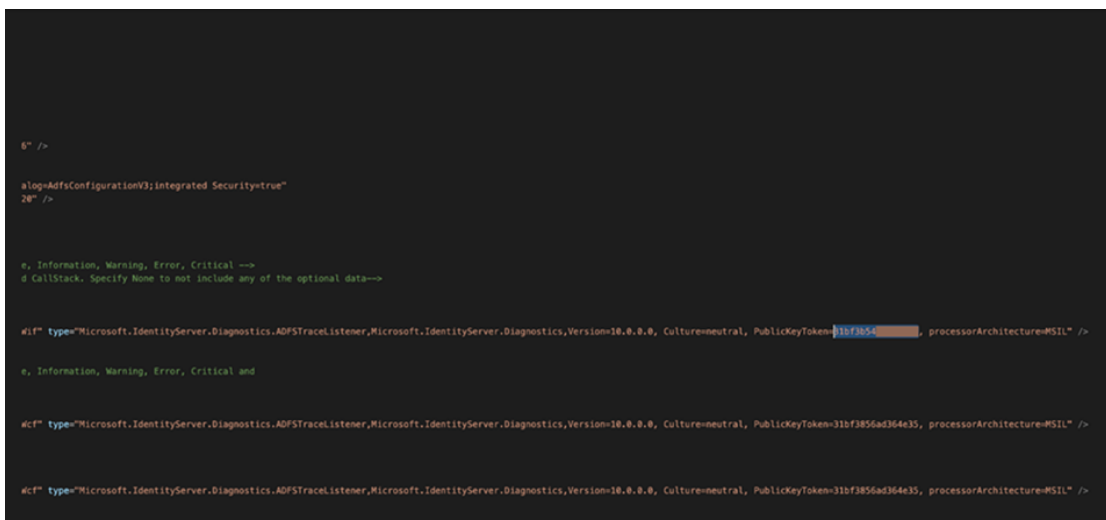 6" />
alog=AdfsConfigurationV3;integrated Security=true"
20" />
e, Information, Warning, Error, Critical -->
d CallStack. Specify None to not include any of the optional data-->
Wif" type="Microsoft.IdentityServer.Diagnostics.ADFSTraceListener,Microsoft.IdentityServer.Diagnostics,Version=10.0.0.0, Culture=neutral, PublicKeyToken=31bf3b54, processorArchitecture=MSIL" />
e, Information, Warning, Error, Critical and
Wcf" type="Microsoft.IdentityServer.Diagnostics.ADFSTraceListener,Microsoft.IdentityServer.Diagnostics,Version=10.0.0.0, Culture=neutral, PublicKeyToken=31bf3856ad364e35, processorArchitecture=MSIL" />
Wcf" type="Microsoft.IdentityServer.Diagnostics.ADFSTraceListener,Microsoft.IdentityServer.Diagnostics,Version=10.0.0.0, Culture=neutral, PublicKeyToken=31bf3856ad364e35, processorArchitecture=MSIL" />